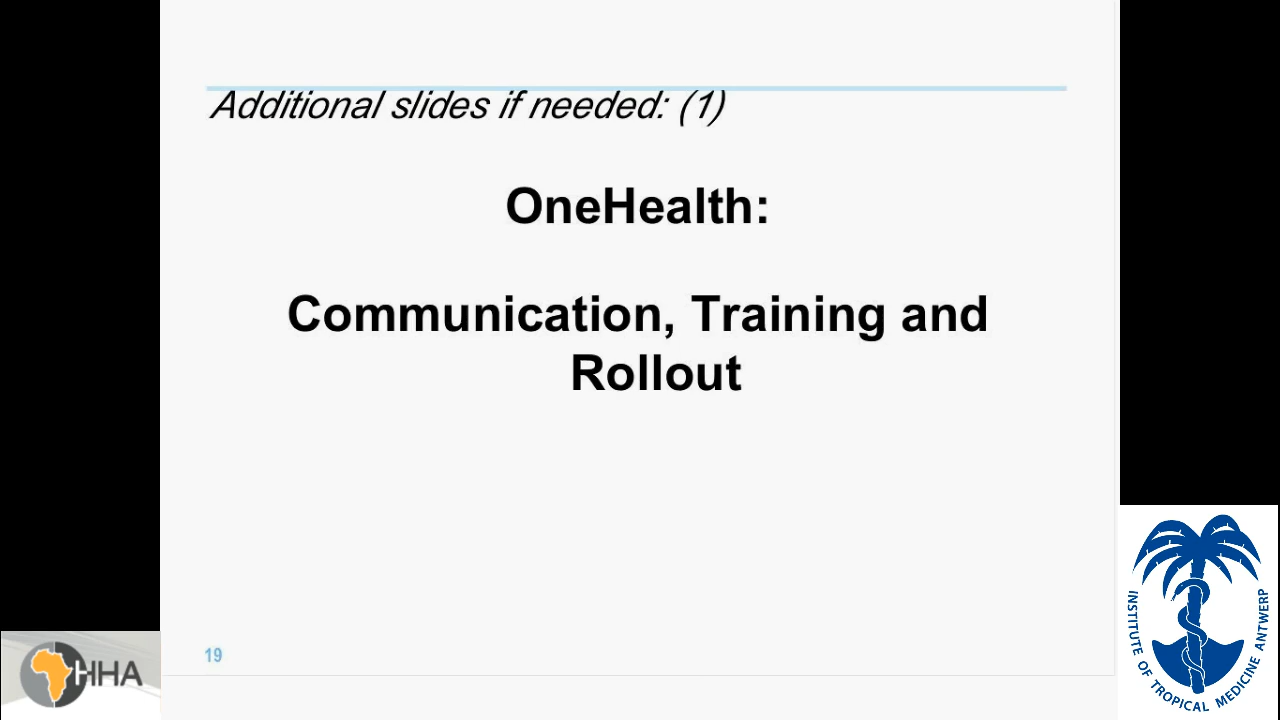 Additional slides if needed: (1)
OneHealth:
Communication, Training and
Rollout
19
HHA
INSTITUTE OF TROPICAL MEDICINE ANTWERP